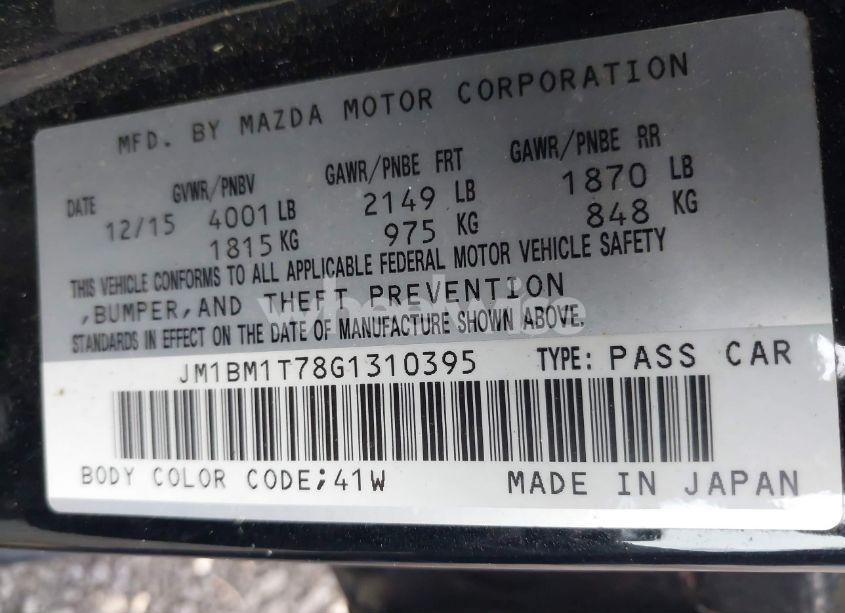 MFD. BY MAZDA MOTOR CORPORATION
DATE GVWR/PNBV GAWR/PNBE FRT GAWR/PNBE RR
12/15 4001 LB 2149 LB 1870 LB
1815 KG 975 KG 848 KG
THIS VEHICLE CONFORMS TO ALL APPLICABLE FEDERAL MOTOR VEHICLE SAFETY
,BUMPER,AND THEFT PREVENTION
STANDARDS IN EFFECT ON THE DATE OF MANUFACTURE SHOWN ABOVE.
JM1BM1T78G1310395 TYPE: PASS CAR
BODY COLOR CODE;41W MADE IN JAPAN